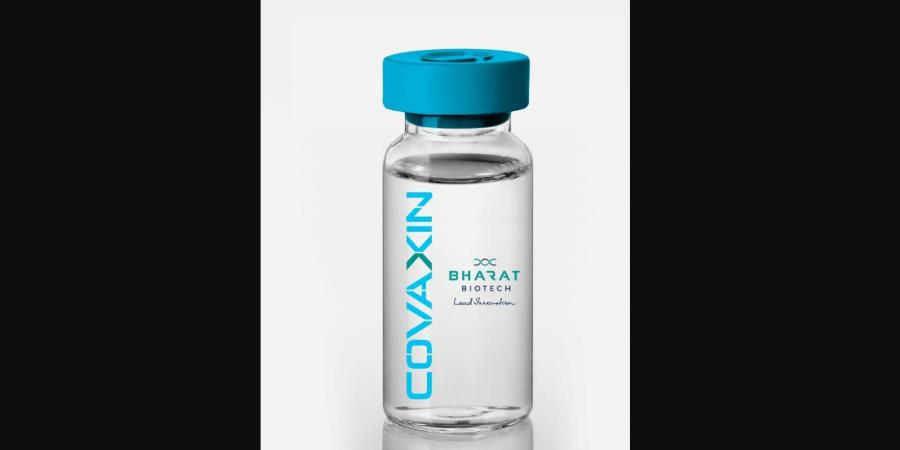 COVAXIN
BHARAT
BIOTECH
Lead Innovation